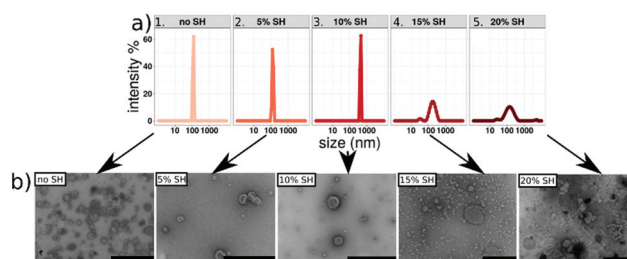 a)
1. no SH
2. 5% SH
3. 10% SH
4. 15% SH
5. 20% SH
intensity %
60
40
20
0
10 100 1000
10 100 1000
10 100 1000
10 100 1000
10 100 1000
size (nm)
b)
no SH
5% SH
10% SH
15% SH
20% SH